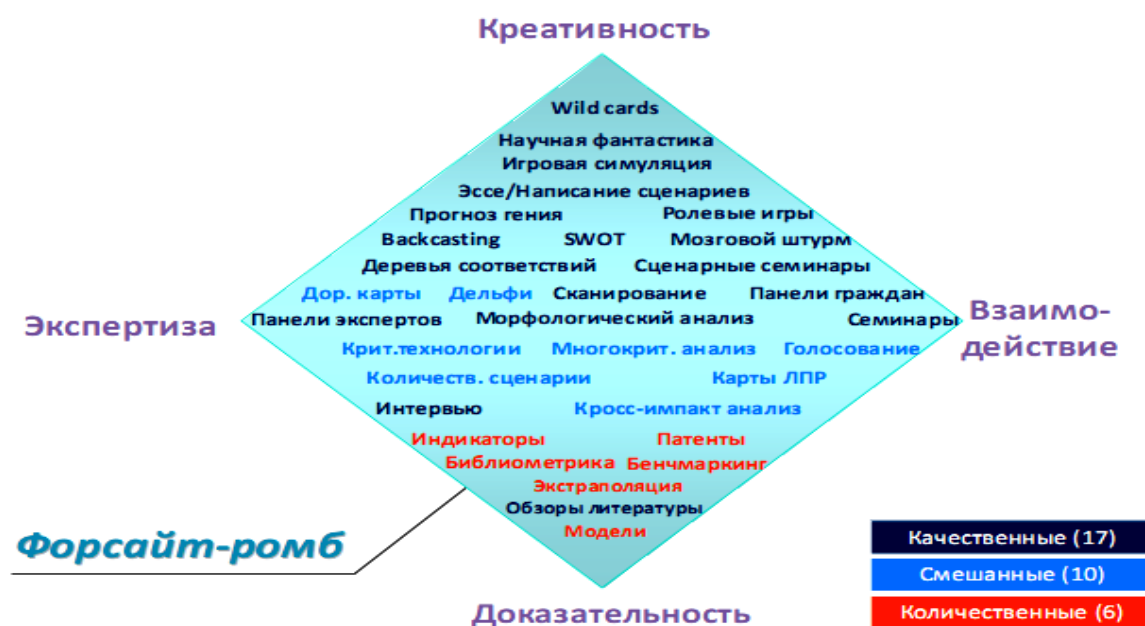 Креативность
Wild cards
Научная фантастика
Игровая симуляция
Эссе/Написание сценариев
Прогноз гения Ролевые игры
Backcasting SWOT Мозговой штурм
Деревья соответствий Сценарные семинары
Дор. карты Дельфи Сканирование Панели граждан
Экспертиза Панели экспертов Морфологический анализ Семинары Взаимо-
действие
Крит.технологии Многокрит. анализ Голосование
Количеств. сценарии Карты ЛПР
Интервью Кросс-импакт анализ
Индикаторы Патенты
Библиометрика Бенчмаркинг
Экстраполяция
Обзоры литературы
Модели
Форсайт-ромб
Качественные (17)
Смешанные (10)
Количественные (6)
Доказательность